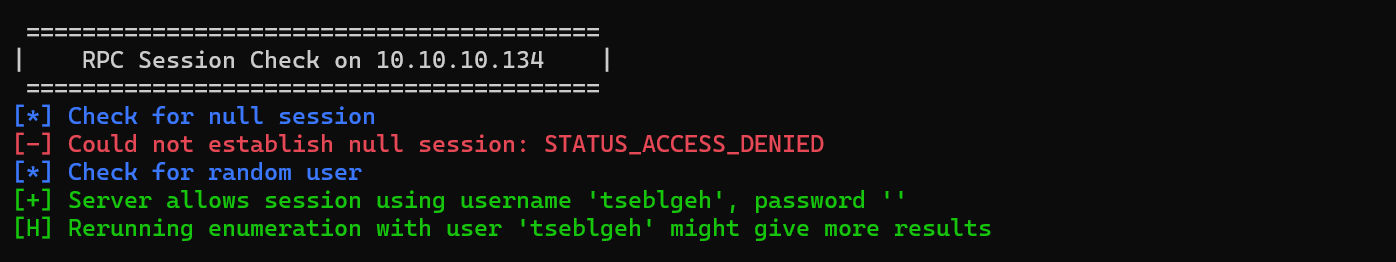 =========================================
|    RPC Session Check on 10.10.10.134    |
=========================================
[*] Check for null session
[-] Could not establish null session: STATUS_ACCESS_DENIED
[*] Check for random user
[+] Server allows session using username 'tseblgeh', password ''
[H] Rerunning enumeration with user 'tseblgeh' might give more results